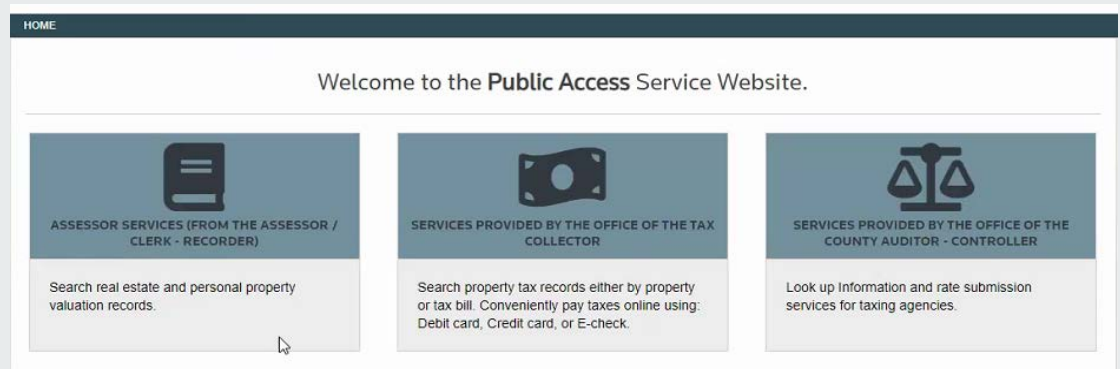 HOME
Welcome to the Public Access Service Website.
ASSESSOR SERVICES (FROM THE ASSESSOR /
CLERK - RECORDER)
Search real estate and personal property
valuation records.
SERVICES PROVIDED BY THE OFFICE OF THE TAX
COLLECTOR
Search property tax records either by property
or tax bill. Conveniently pay taxes online using:
Debit card, Credit card, or E-check.
SERVICES PROVIDED BY THE OFFICE OF THE
COUNTY AUDITOR - CONTROLLER
Look up Information and rate submission
services for taxing agencies.